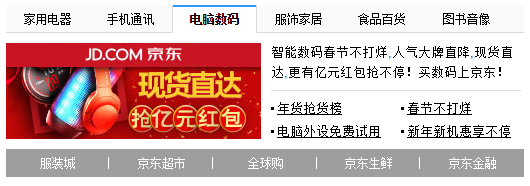 家用电器 手机通讯 电脑数码 服饰家居 食品百货 图书音像
JD.COM 京东
现货直达
抢亿元红包
智能数码春节不打烊,人气大牌直降,现货直
达,更有亿元红包抢不停！买数码上京东！
年货抢货榜 春节不打烊
电脑外设免费试用 新年新机惠享不停
服装城 京东超市 全球购 京东生鲜 京东金融